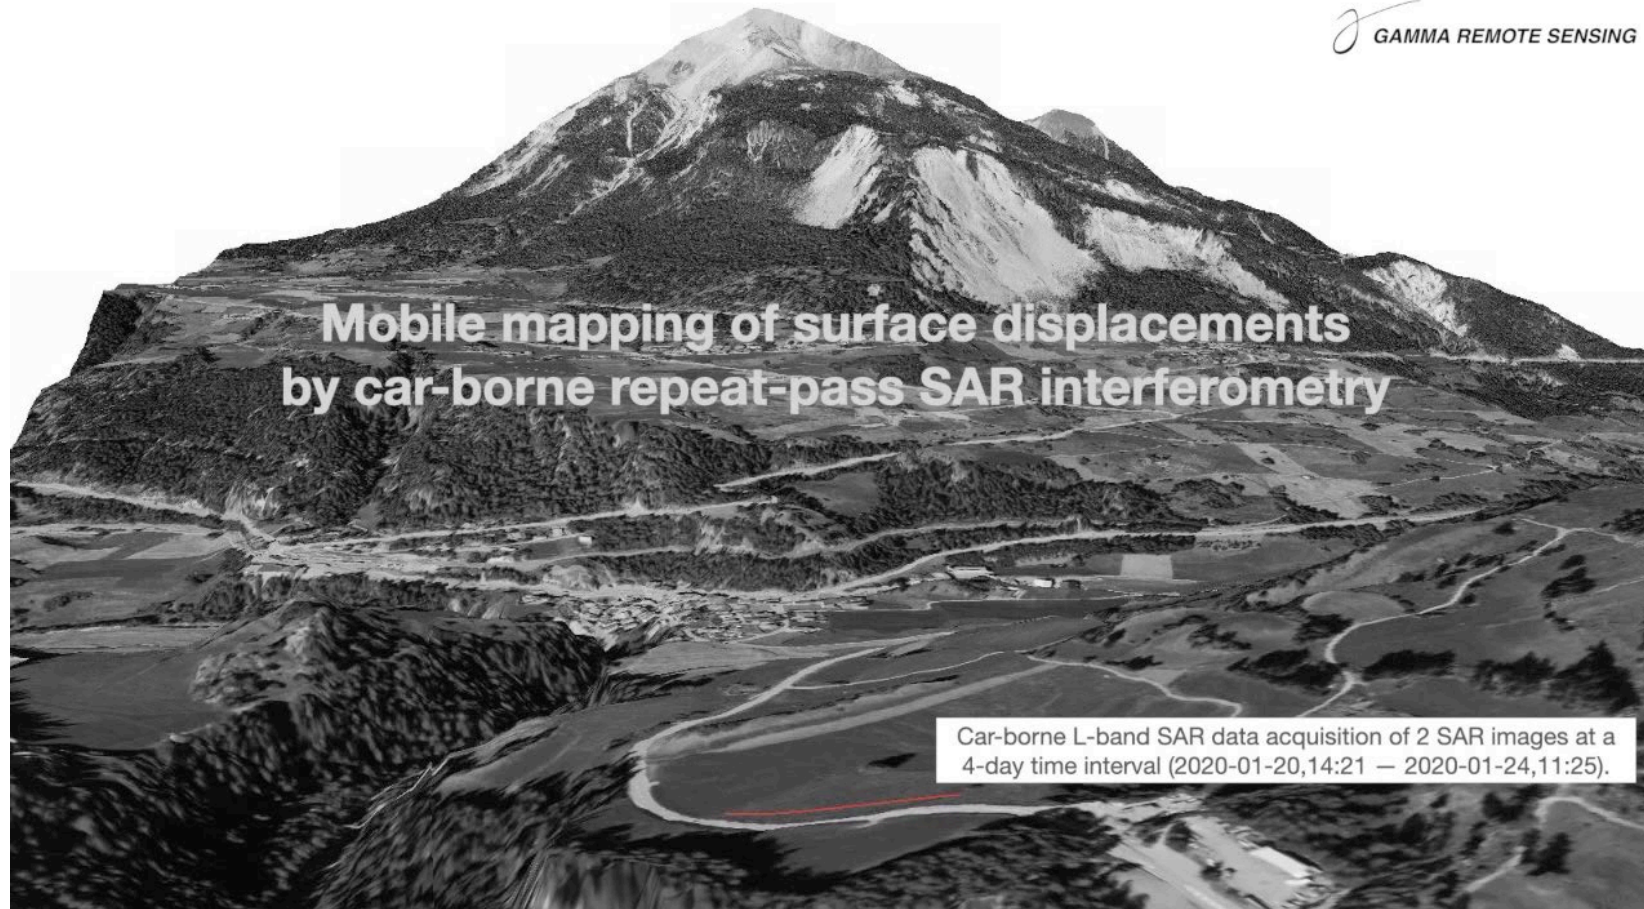 GAMMA REMOTE SENSING
Mobile mapping of surface displacements
by car-borne repeat-pass SAR interferometry
Car-borne L-band SAR data acquisition of 2 SAR images at a
4-day time interval (2020-01-20,14:21 — 2020-01-24,11:25).